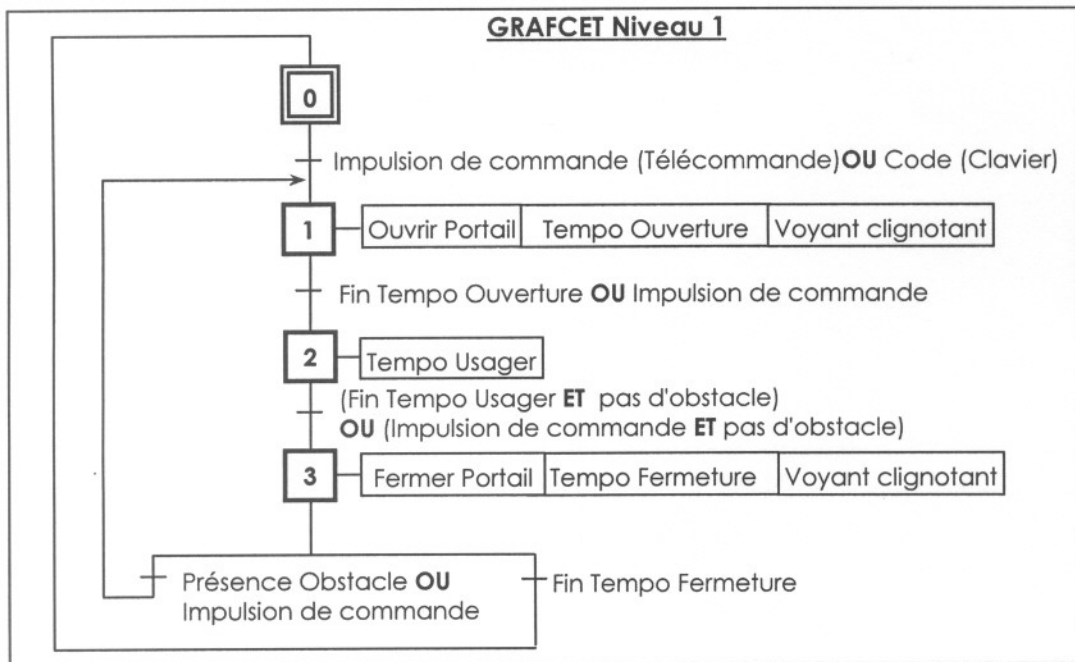 GRAFCET Niveau 1
0
Impulsion de commande (Télécommande)OU Code (Clavier)
1 Ouvrir Portail Tempo Ouverture Voyant clignotant
Fin Tempo Ouverture OU Impulsion de commande
2 Tempo Usager
(Fin Tempo Usager ET pas d'obstacle)
OU (Impulsion de commande ET pas d'obstacle)
3 Fermer Portail Tempo Fermeture Voyant clignotant
Présence Obstacle OU Fin Tempo Fermeture
Impulsion de commande